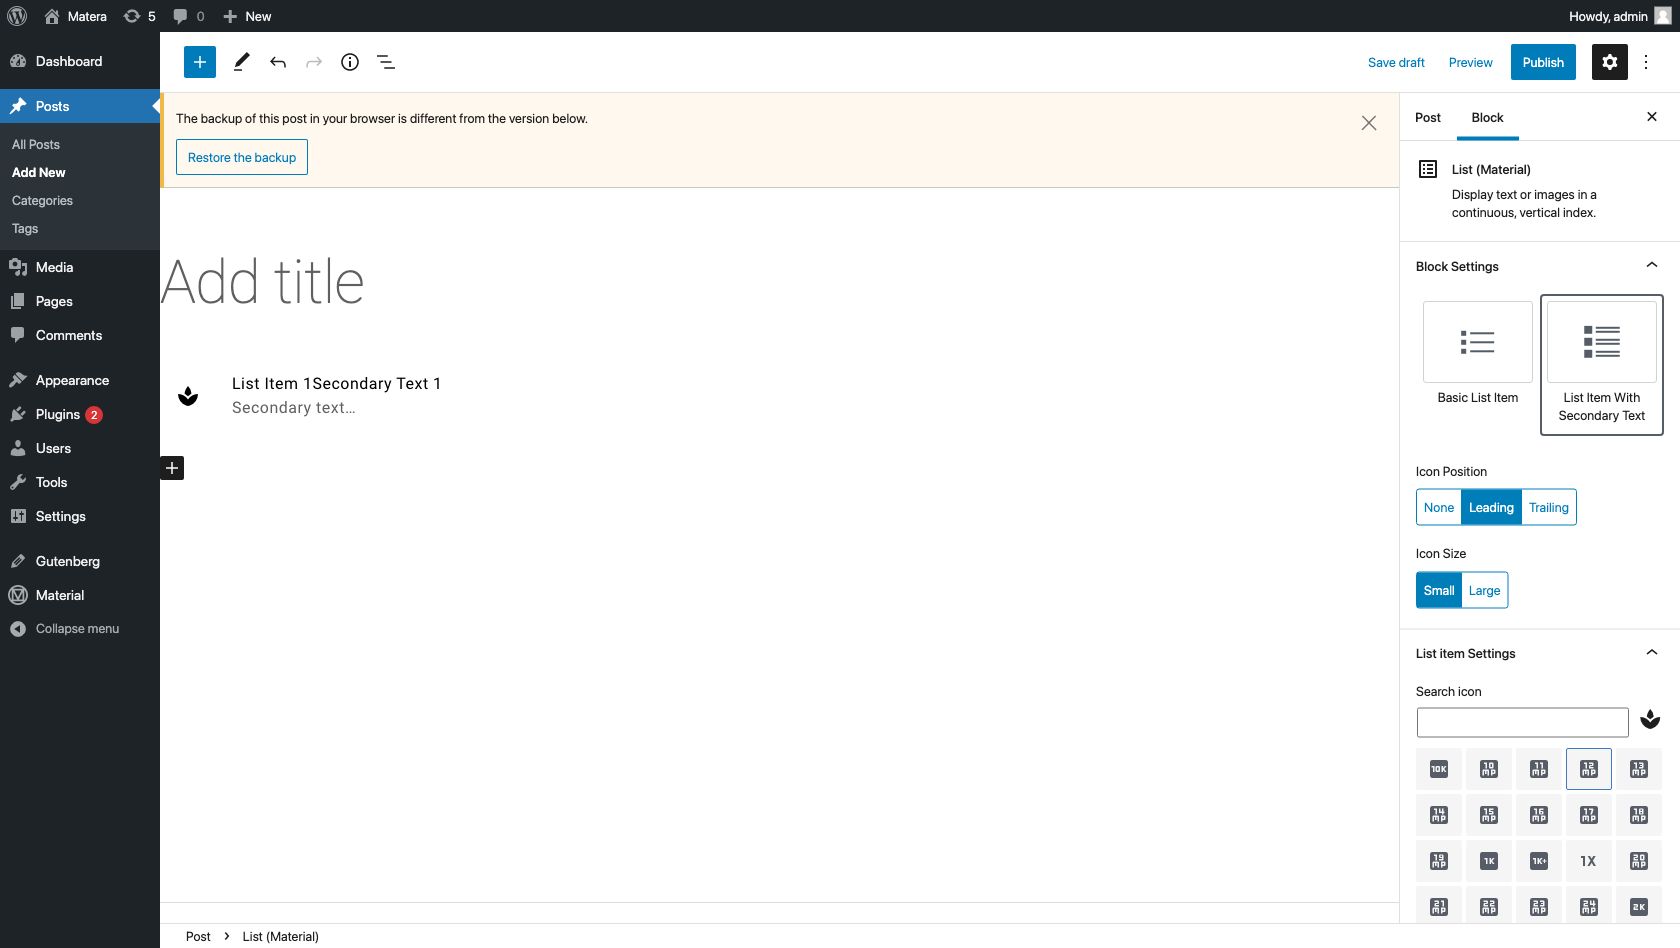 Matera
5
0
New
Howdy, admin
Dashboard
Posts
All Posts
Add New
Categories
Tags
Media
Pages
Comments
Appearance
Plugins 2
Users
Tools
Settings
Gutenberg
Material
Collapse menu
Save draft
Preview
Publish
The backup of this post in your browser is different from the version below.
Restore the backup
Add title
List Item 1Secondary Text 1
Secondary text…
Post
Block
List (Material)
Display text or images in a
continuous, vertical index.
Block Settings
Basic List Item
List Item With
Secondary Text
Icon Position
None Leading Trailing
Icon Size
Small Large
List item Settings
Search icon
10K 10 MP 11 MP 12 MP 13 MP
14 MP 15 MP 16 MP 17 MP 18 MP
19 MP 1K 1K+ 1X 20 MP
21 MP 22 MP 23 MP 24 MP 2K
Post › List (Material)